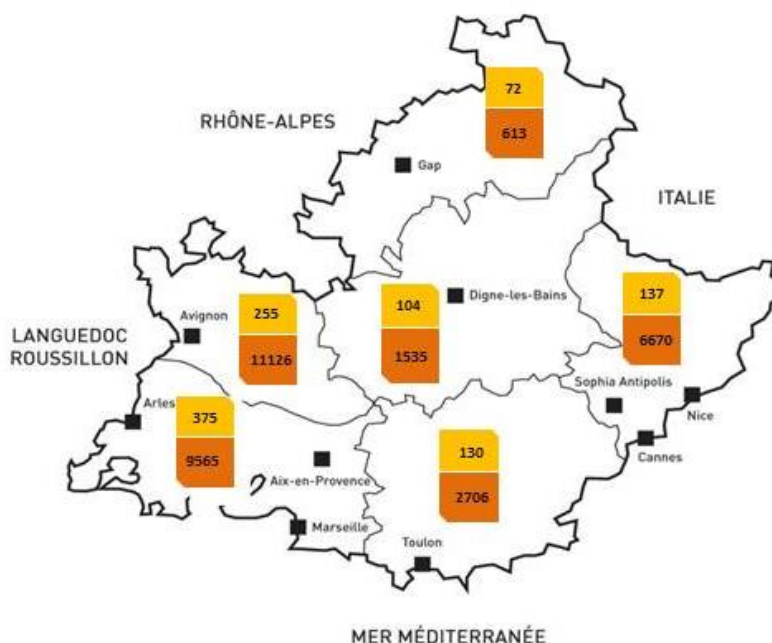 72
RHÔNE-ALPES
613
Gap
ITALIE
Digne-les-Bains
137
104
255
Avignon
6670
LANGUEDOC
ROUSSILLON
1535
11126
Sophia Antipolis
Arles
375
Nice
130
Cannes
9565
Aix-en-Provence
2706
Marseille
Toulon
MER MÉDITERRANÉE